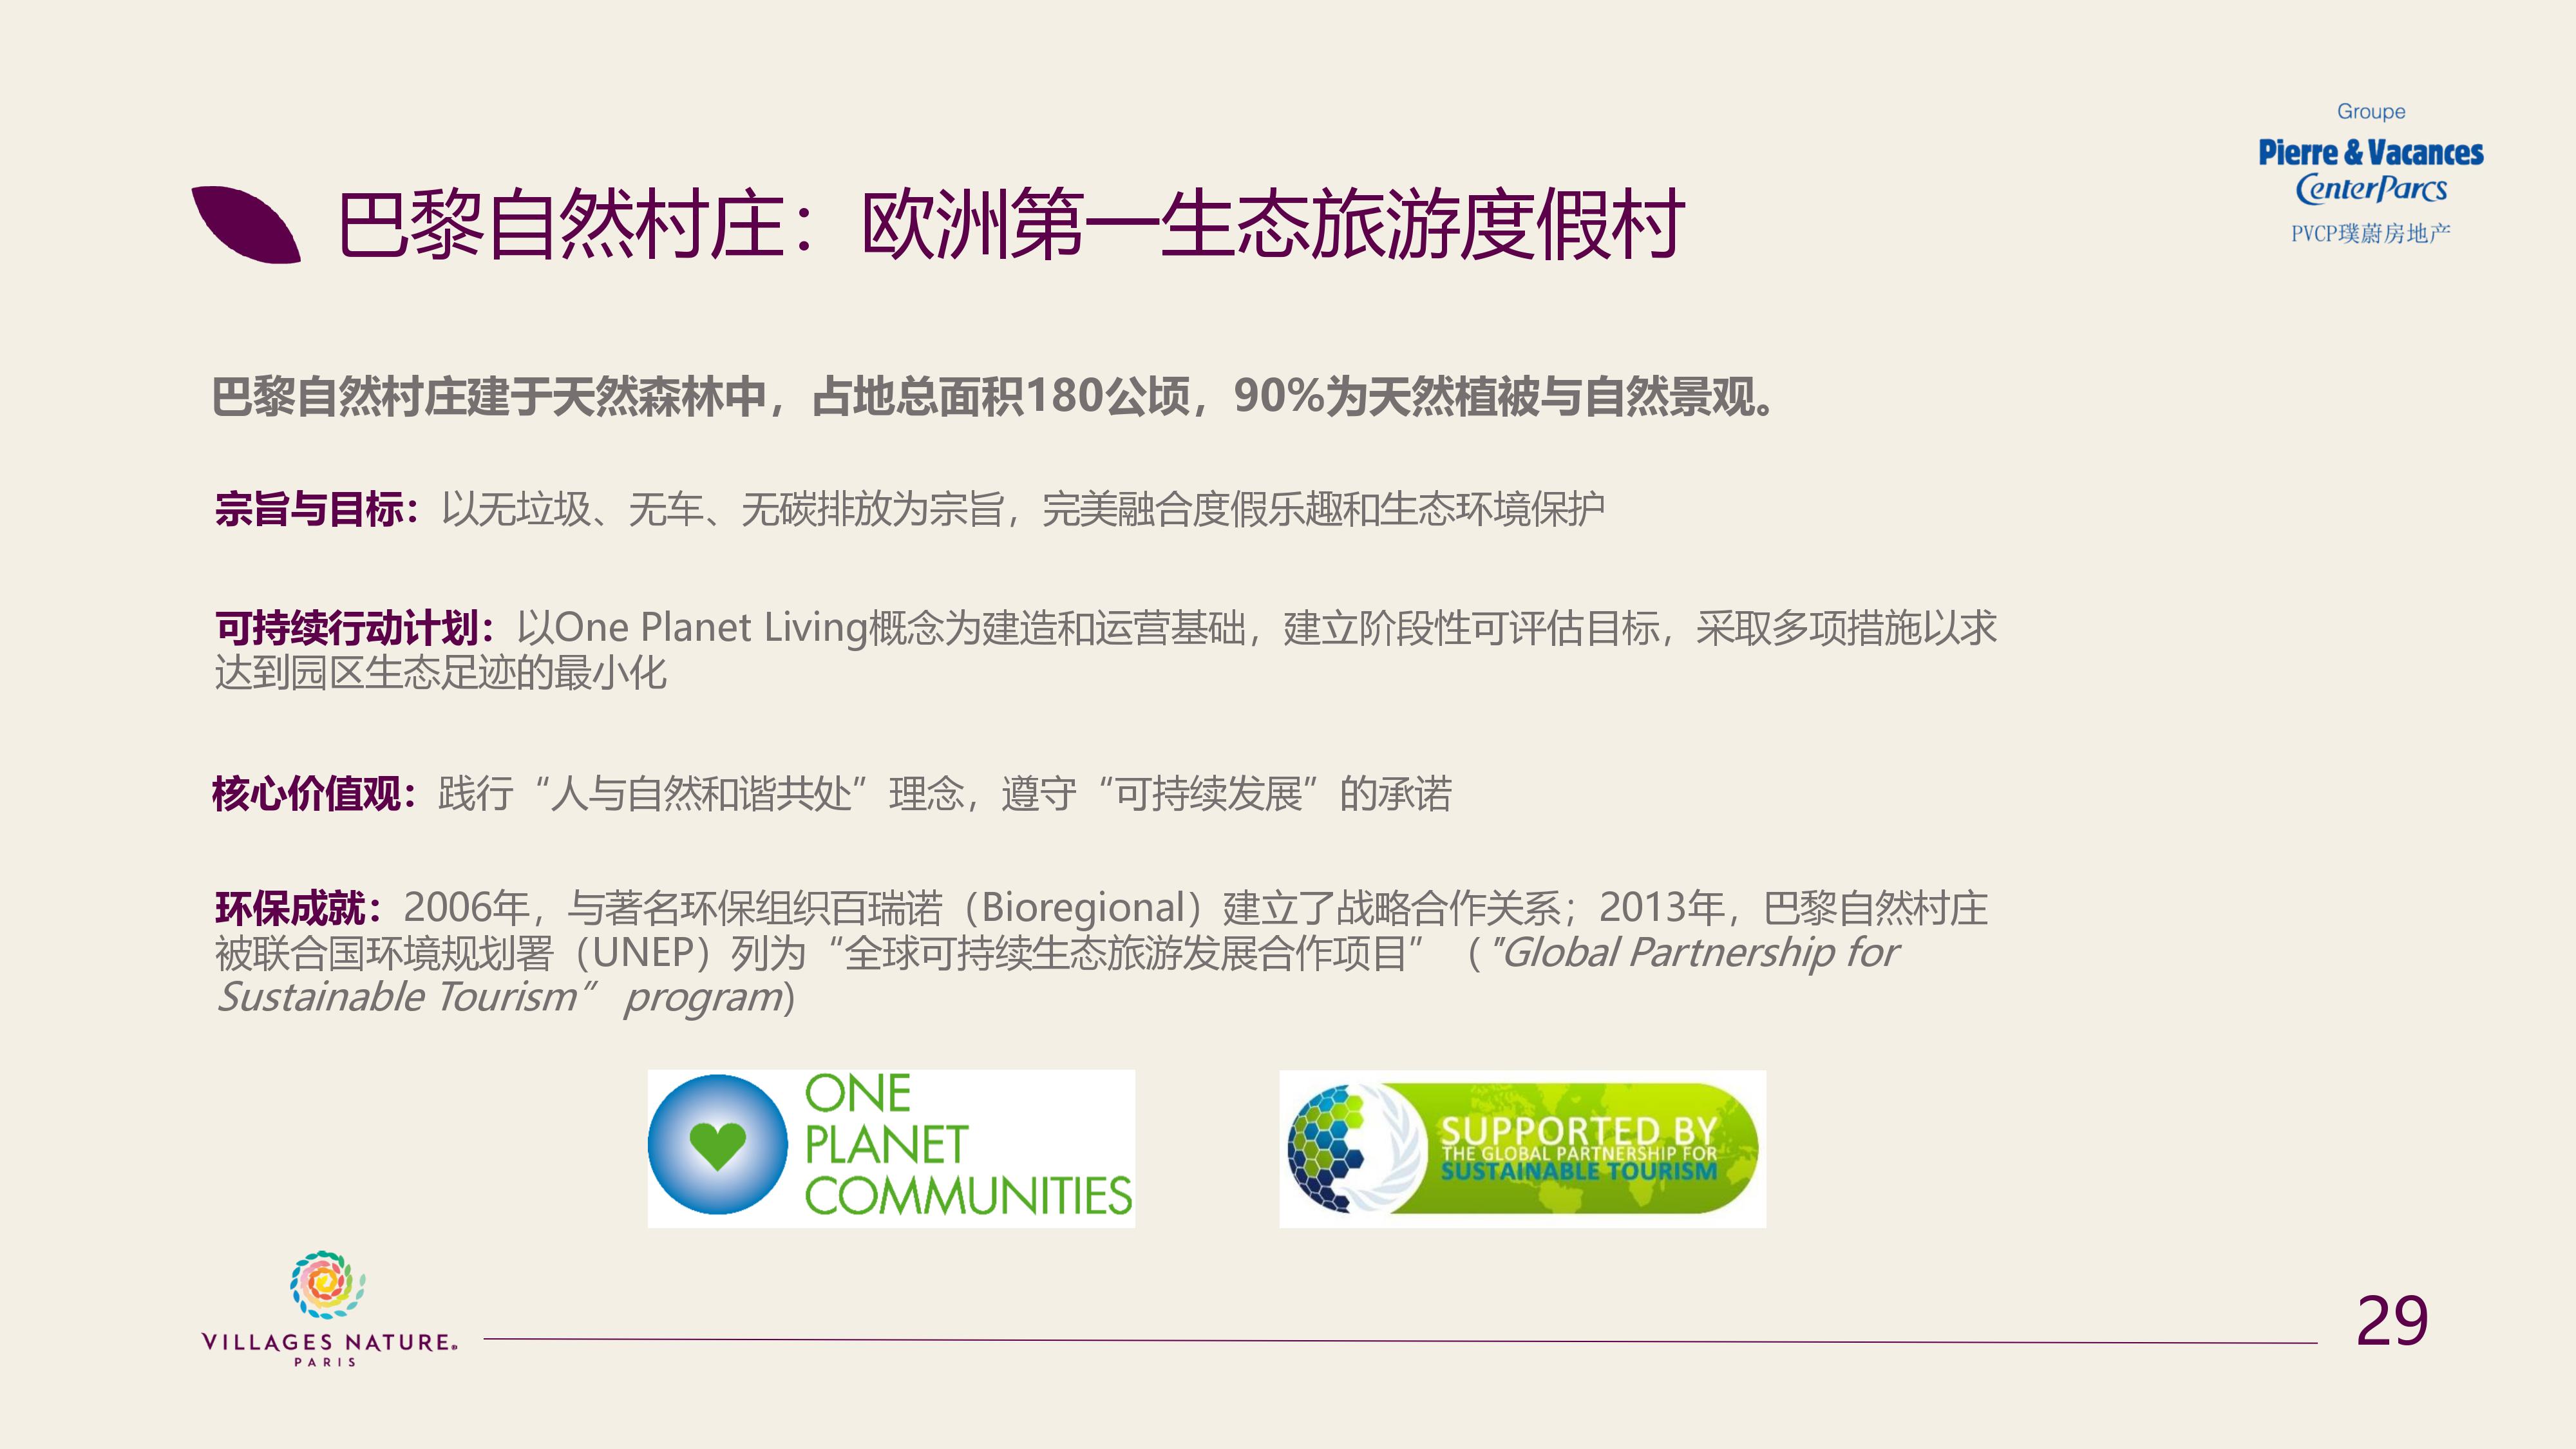 Groupe
Pierre & Vacances
CenterParcs
PVCP璞蔚房地产
巴黎自然村庄：欧洲第一生态旅游度假村
巴黎自然村庄建于天然森林中，占地总面积180公顷，90%为天然植被与自然景观。
宗旨与目标：以无垃圾、无车、无碳排放为宗旨，完美融合度假乐趣和生态环境保护
可持续行动计划：以One Planet Living概念为建造和运营基础，建立阶段性可评估目标，采取多项措施以求
达到园区生态足迹的最小化
核心价值观：践行“人与自然和谐共处”理念，遵守“可持续发展”的承诺
环保成就：2006年，与著名环保组织百瑞诺（Bioregional）建立了战略合作关系；2013年，巴黎自然村庄
被联合国环境规划署（UNEP）列为“全球可持续生态旅游发展合作项目”（"Global Partnership for
Sustainable Tourism” program)
ONE
PLANET
COMMUNITIES
SUPPORTED BY
THE GLOBAL PARTNERSHIP FOR
SUSTAINABLE TOURISM
VILLAGES NATURE®
PARIS
29